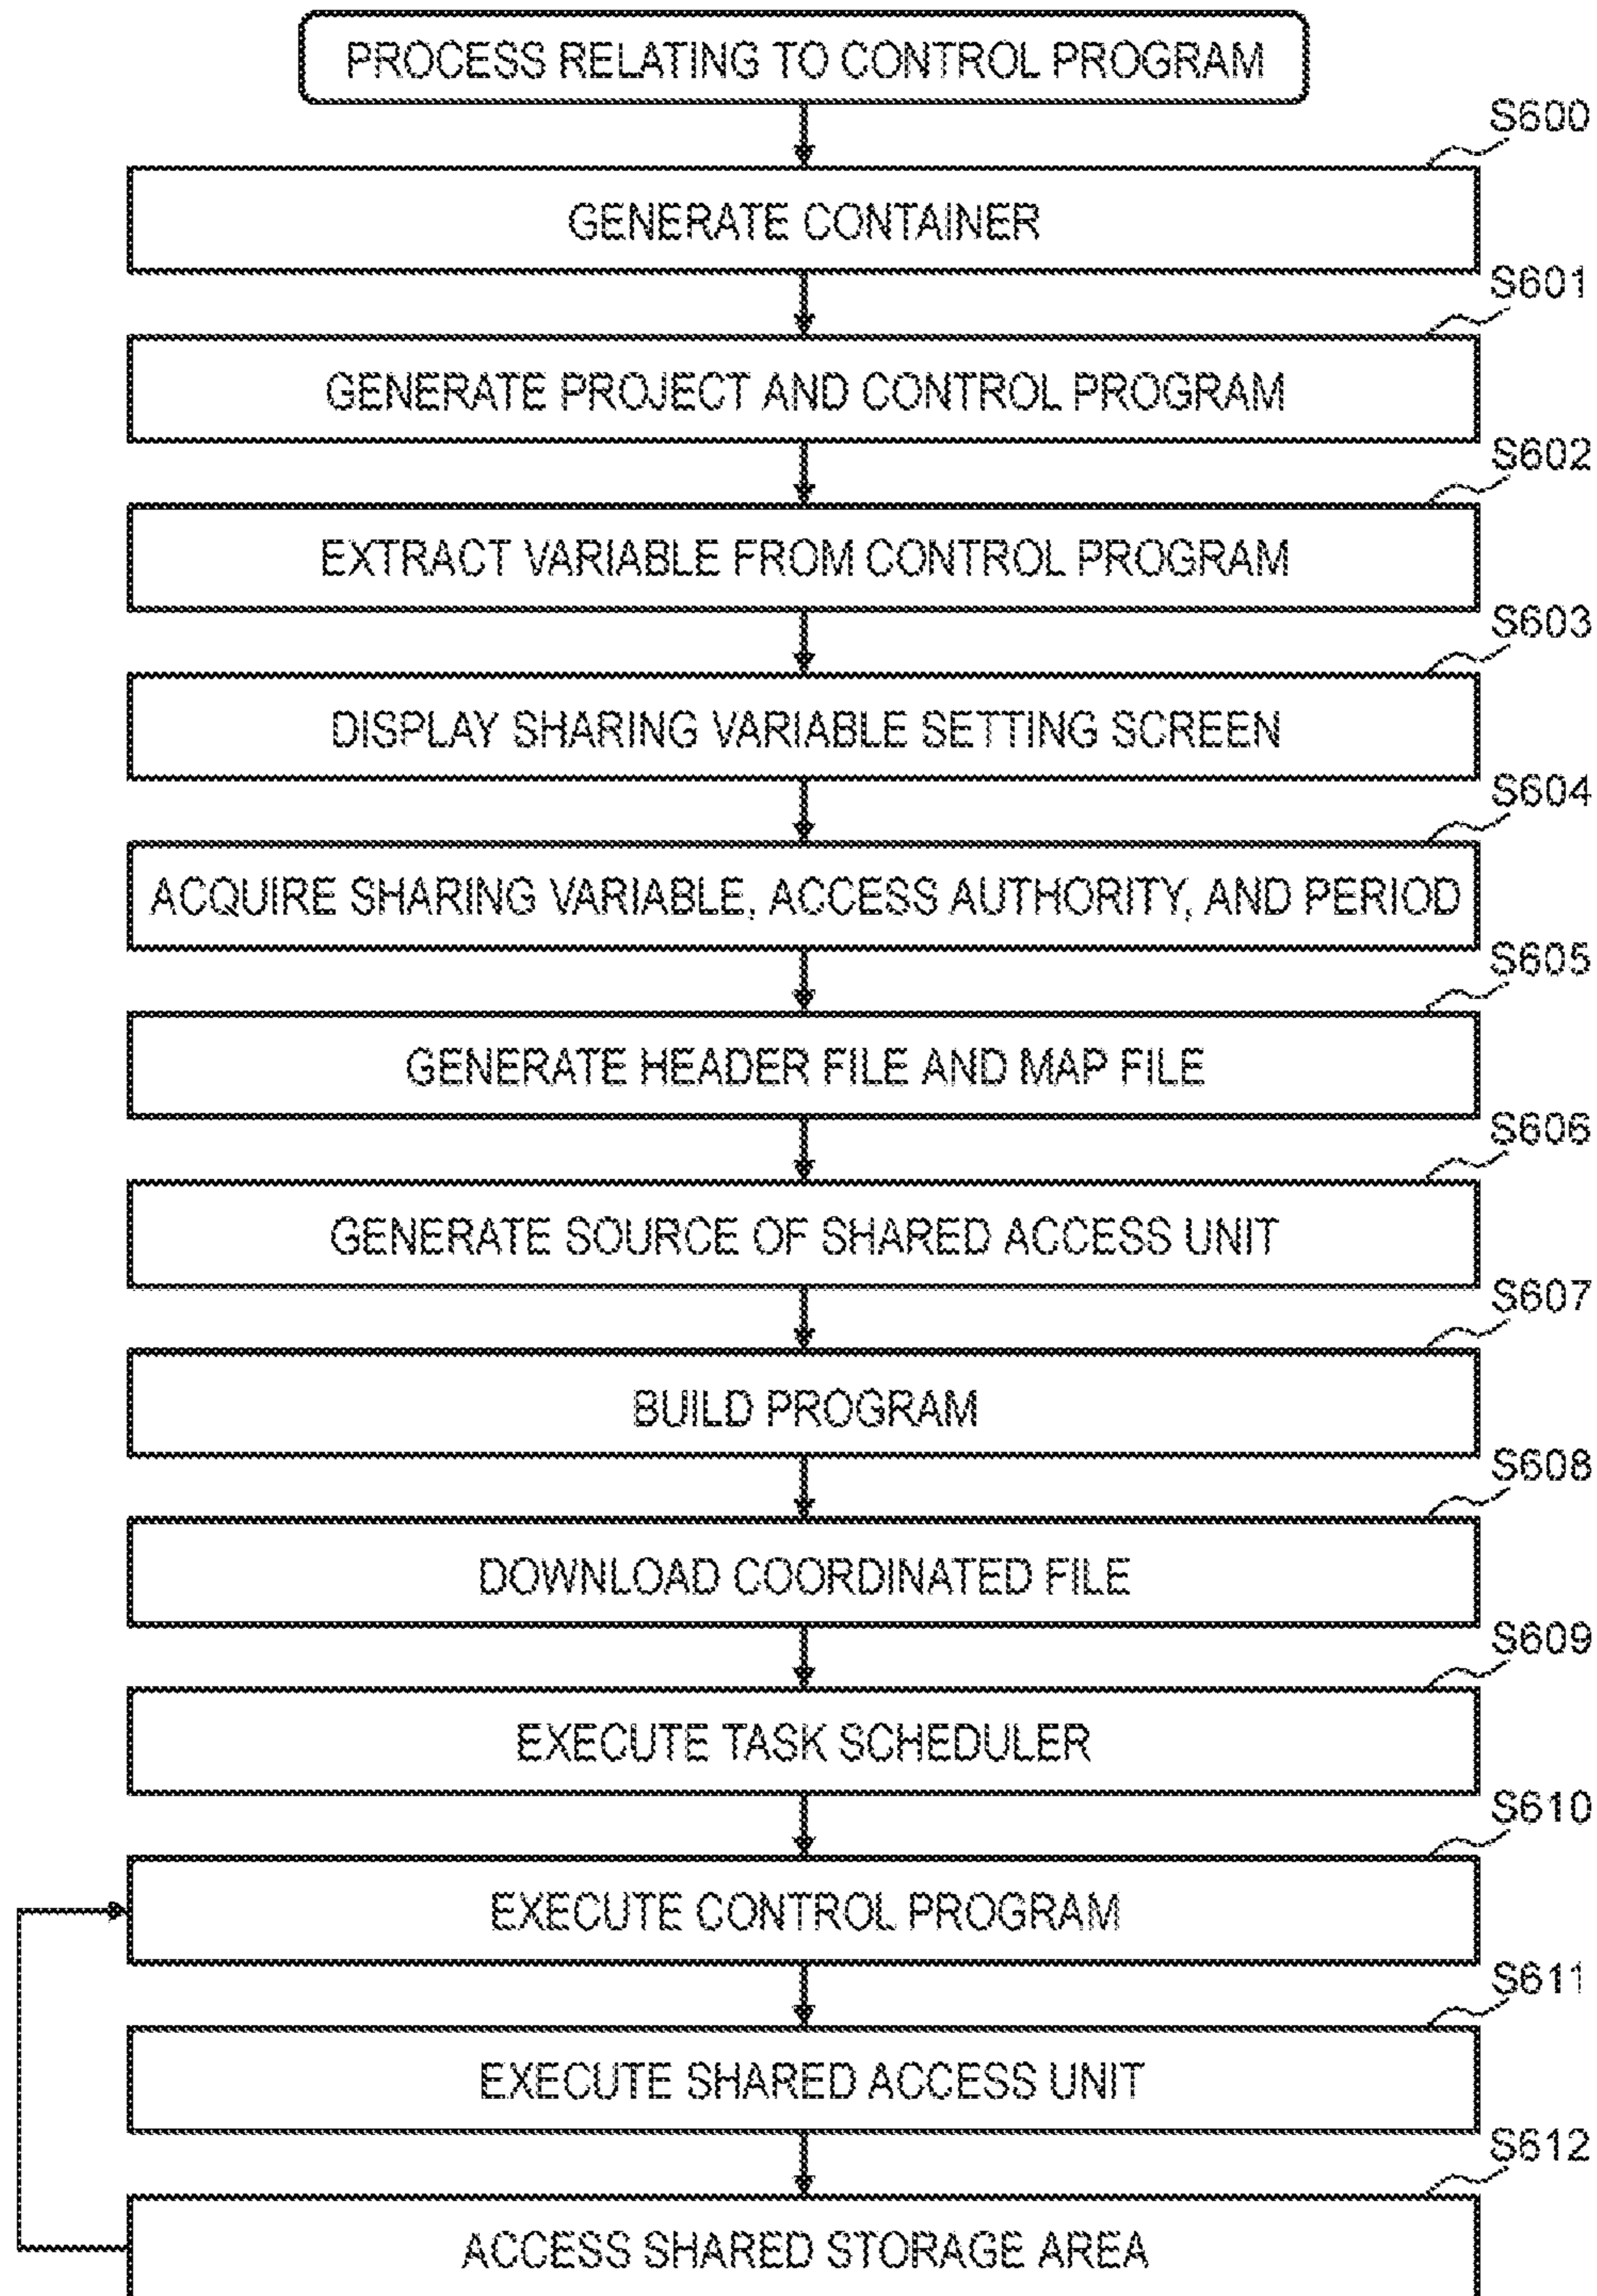 PROCESS RELATING TO CONTROL PROGRAM
S600
GENERATE CONTAINER
S601
GENERATE PROJECT AND CONTROL PROGRAM
S602
EXTRACT VARIABLE FROM CONTROL PROGRAM
S603
DISPLAY SHARING VARIABLE SETTING SCREEN
S604
ACQUIRE SHARING VARIABLE, ACCESS AUTHORITY, AND PERIOD
S605
GENERATE HEADER FILE AND MAP FILE
S606
GENERATE SOURCE OF SHARED ACCESS UNIT
S607
BUILD PROGRAM
S608
DOWNLOAD COORDINATED FILE
S609
EXECUTE TASK SCHEDULER
S610
EXECUTE CONTROL PROGRAM
S611
EXECUTE SHARED ACCESS UNIT
S612
ACCESS SHARED STORAGE AREA